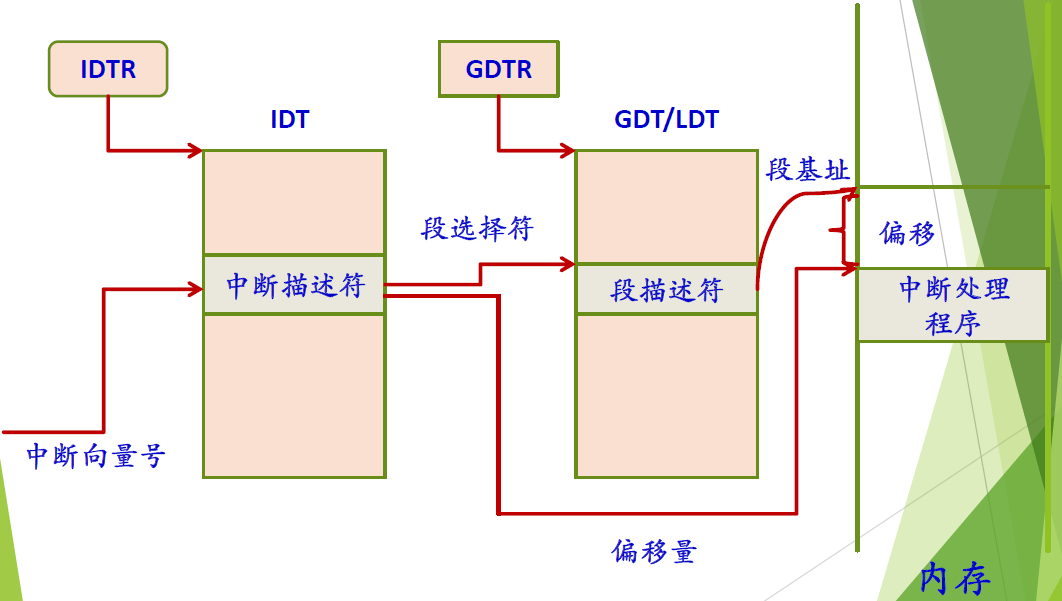 IDTR
GDTR
IDT
GDT/LDT
段基址
段选择符
偏移
中断描述符
段描述符
中断处理
程序
中断向量号
偏移量
内存